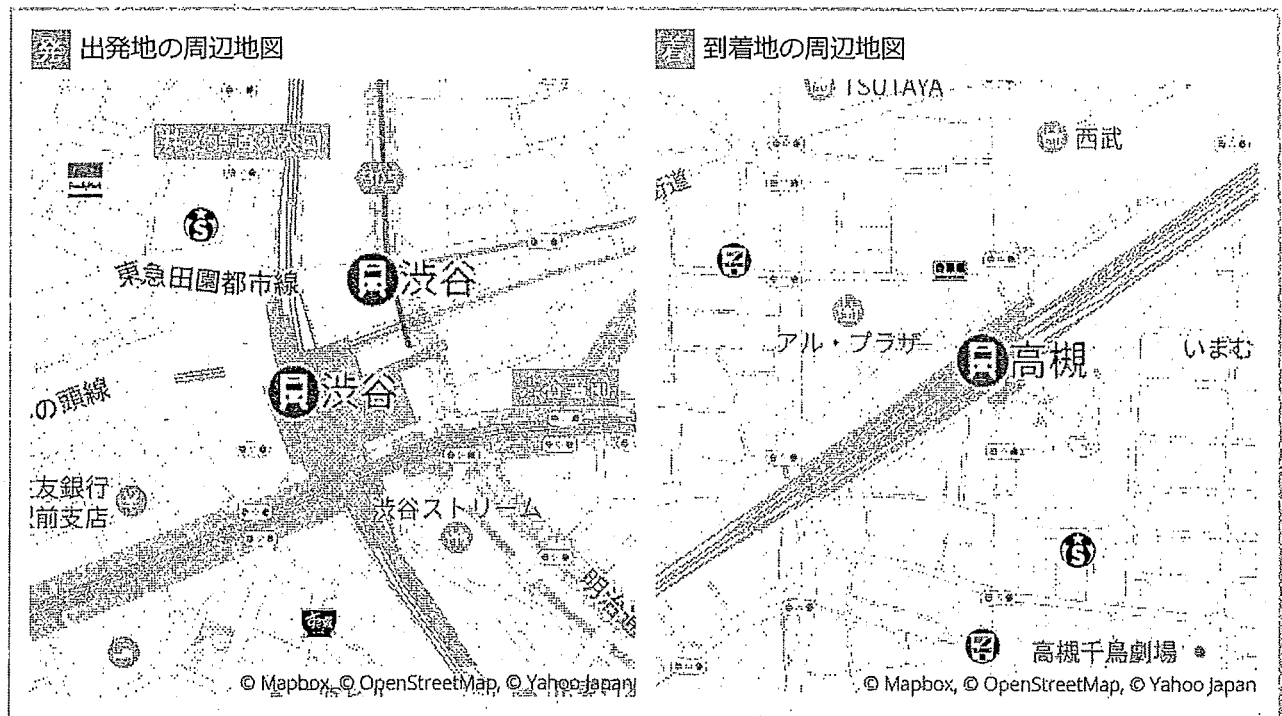 発 出発地の周辺地図
東急田園都市線
渋谷
渋谷
の頭線
友銀行
前支店
渋谷ストリーム
© Mapbox, © OpenStreetMap, © Yahoo Japan
着 到着地の周辺地図
TSUTAYA
西武
アル・プラザ
高槻
いまむ
高槻千鳥劇場
© Mapbox, © OpenStreetMap, © Yahoo Japan